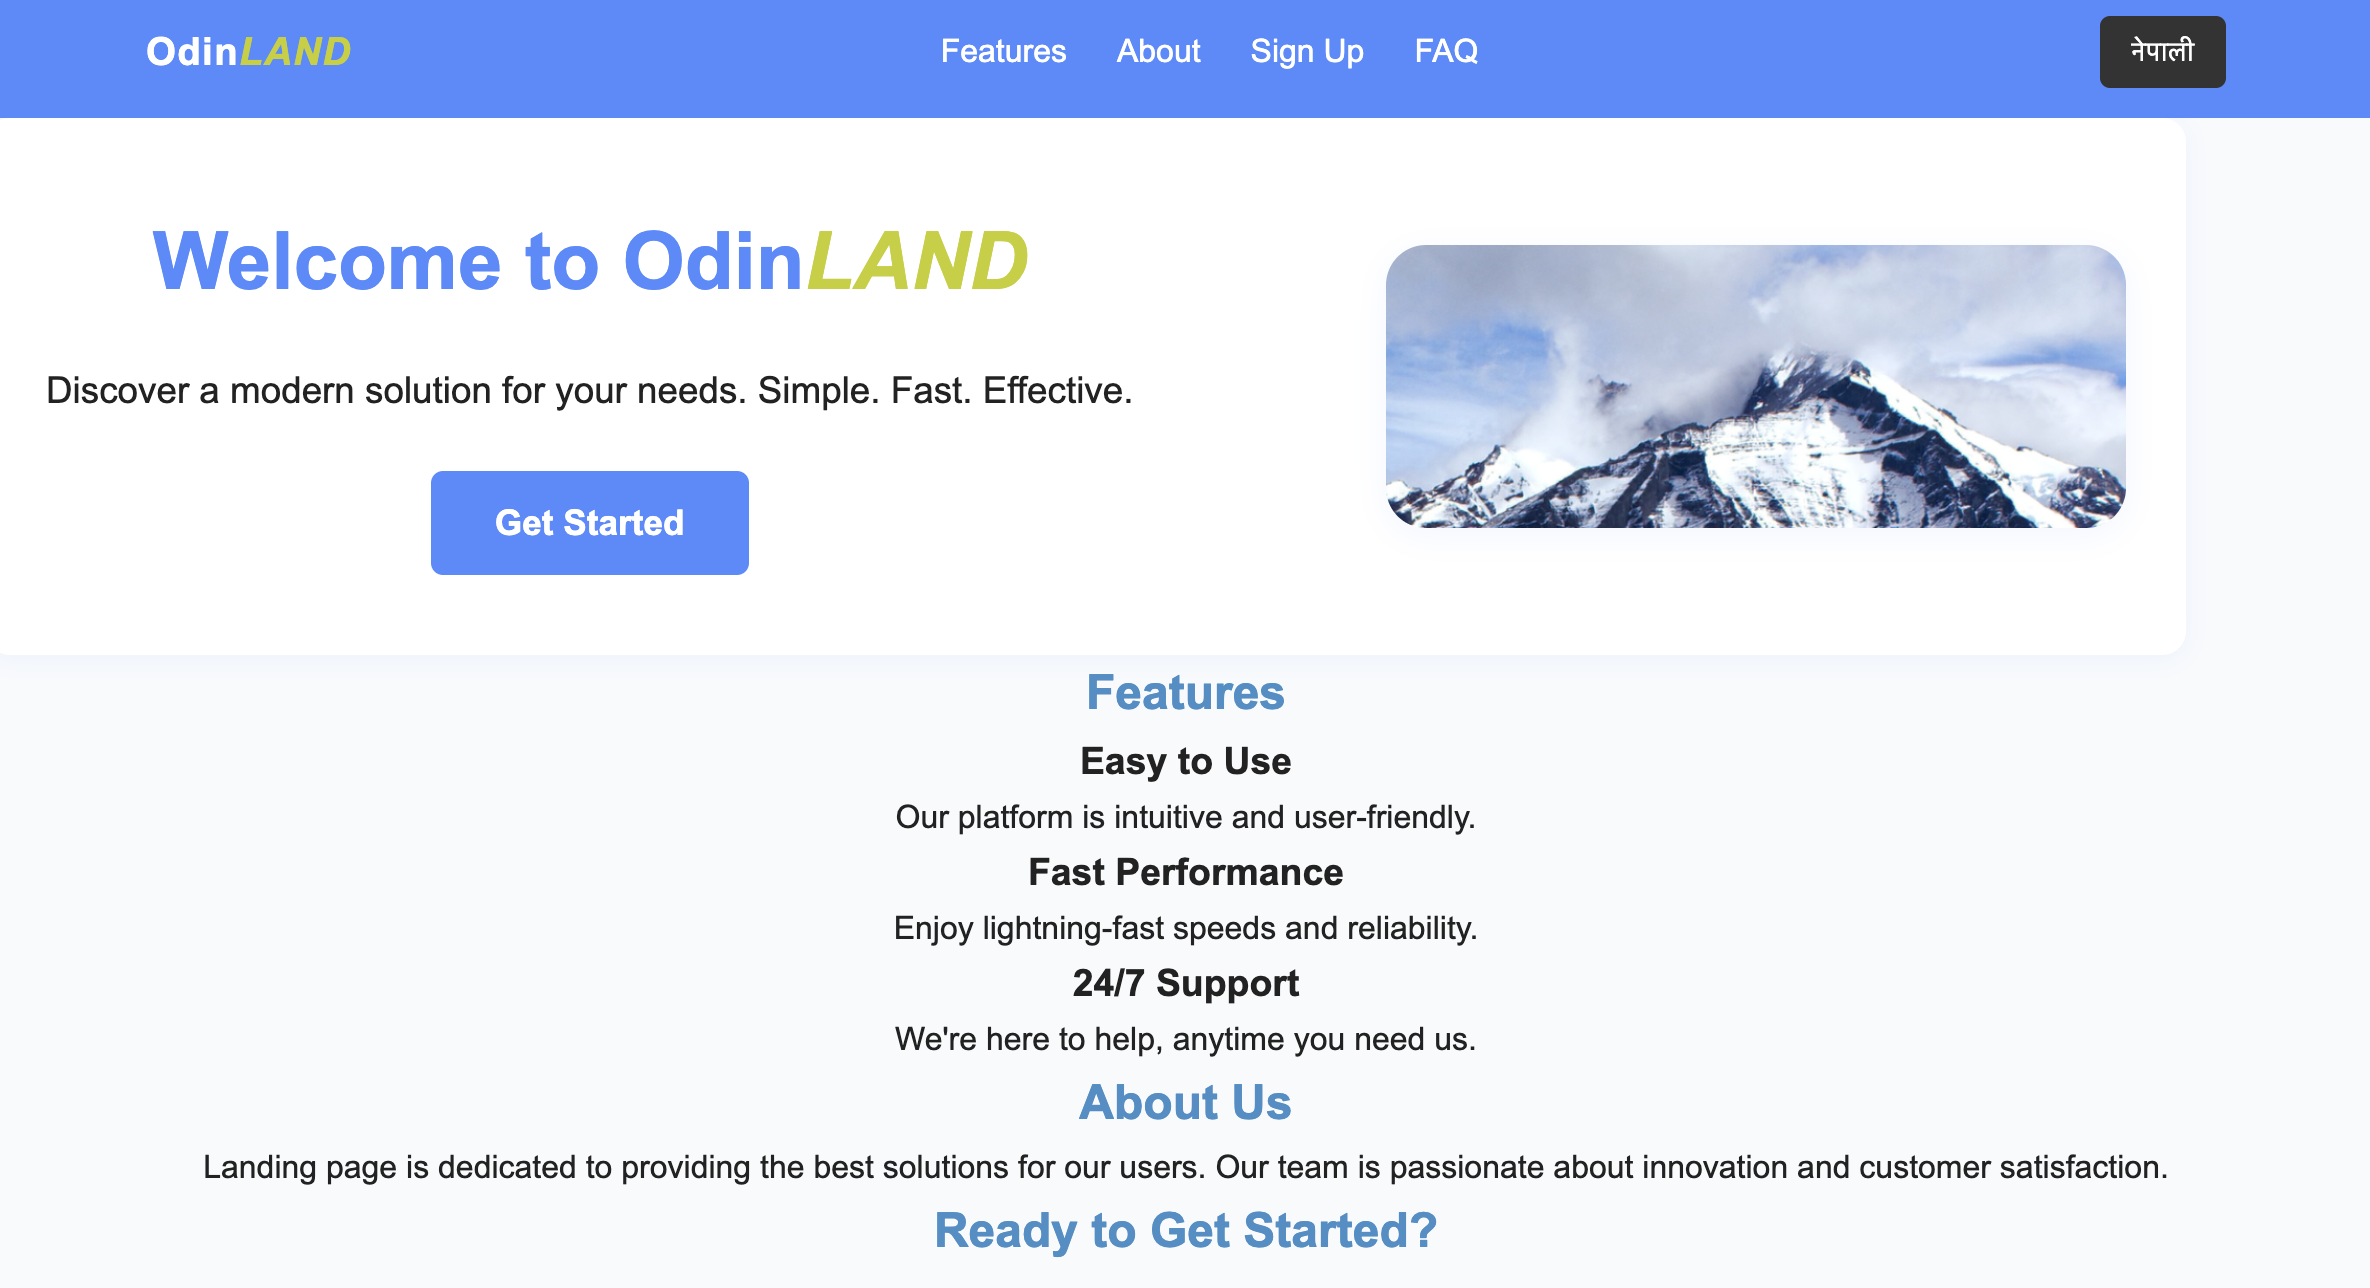 OdinLAND
Features About Sign Up FAQ
नेपाली
Welcome to OdinLAND
Discover a modern solution for your needs. Simple. Fast. Effective.
Get Started
Features
Easy to Use
Our platform is intuitive and user-friendly.
Fast Performance
Enjoy lightning-fast speeds and reliability.
24/7 Support
We're here to help, anytime you need us.
About Us
Landing page is dedicated to providing the best solutions for our users. Our team is passionate about innovation and customer satisfaction.
Ready to Get Started?